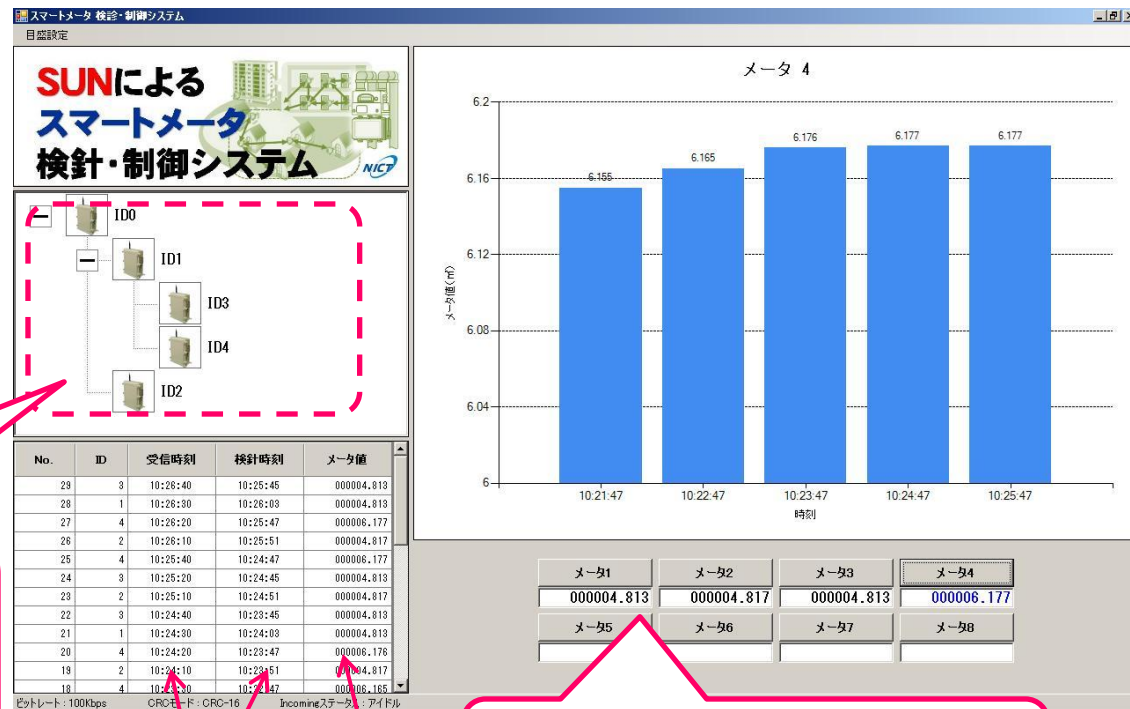 スマートメータ 検診・制御システム
目盛設定
SUNによる
スマートメータ
検針・制御システム
NICT
ID0
ID1
ID3
ID4
ID2
No. ID 受信時刻 検針時刻 メータ値
29 3 10:26:40 10:25:45 000004.813
28 1 10:26:30 10:26:03 000004.813
27 4 10:26:20 10:25:47 000006.177
26 2 10:26:10 10:25:51 000004.817
25 4 10:25:40 10:24:47 000006.177
24 3 10:25:20 10:24:45 000004.813
23 2 10:25:10 10:24:51 000004.817
22 3 10:24:40 10:23:45 000004.813
21 1 10:24:30 10:24:03 000004.813
20 4 10:24:20 10:23:47 000006.176
19 2 10:24:10 10:23:51 000004.817
18 4 10:23:30 10:22:47 000006.165
ビットレート : 100Kbps CRCモード : CRC-16 Incomingステータス : アイドル
メータ 4
メータ値(㎥)
6.2
6.16
6.12
6.08
6.04
6
6.155
6.165
6.176
6.177
6.177
10:21:47
10:22:47
10:23:47
10:24:47
10:25:47
時刻
メータ1 メータ2 メータ3 メータ4
000004.813 000004.817 000004.813 000006.177
メータ5 メータ6 メータ7 メータ8